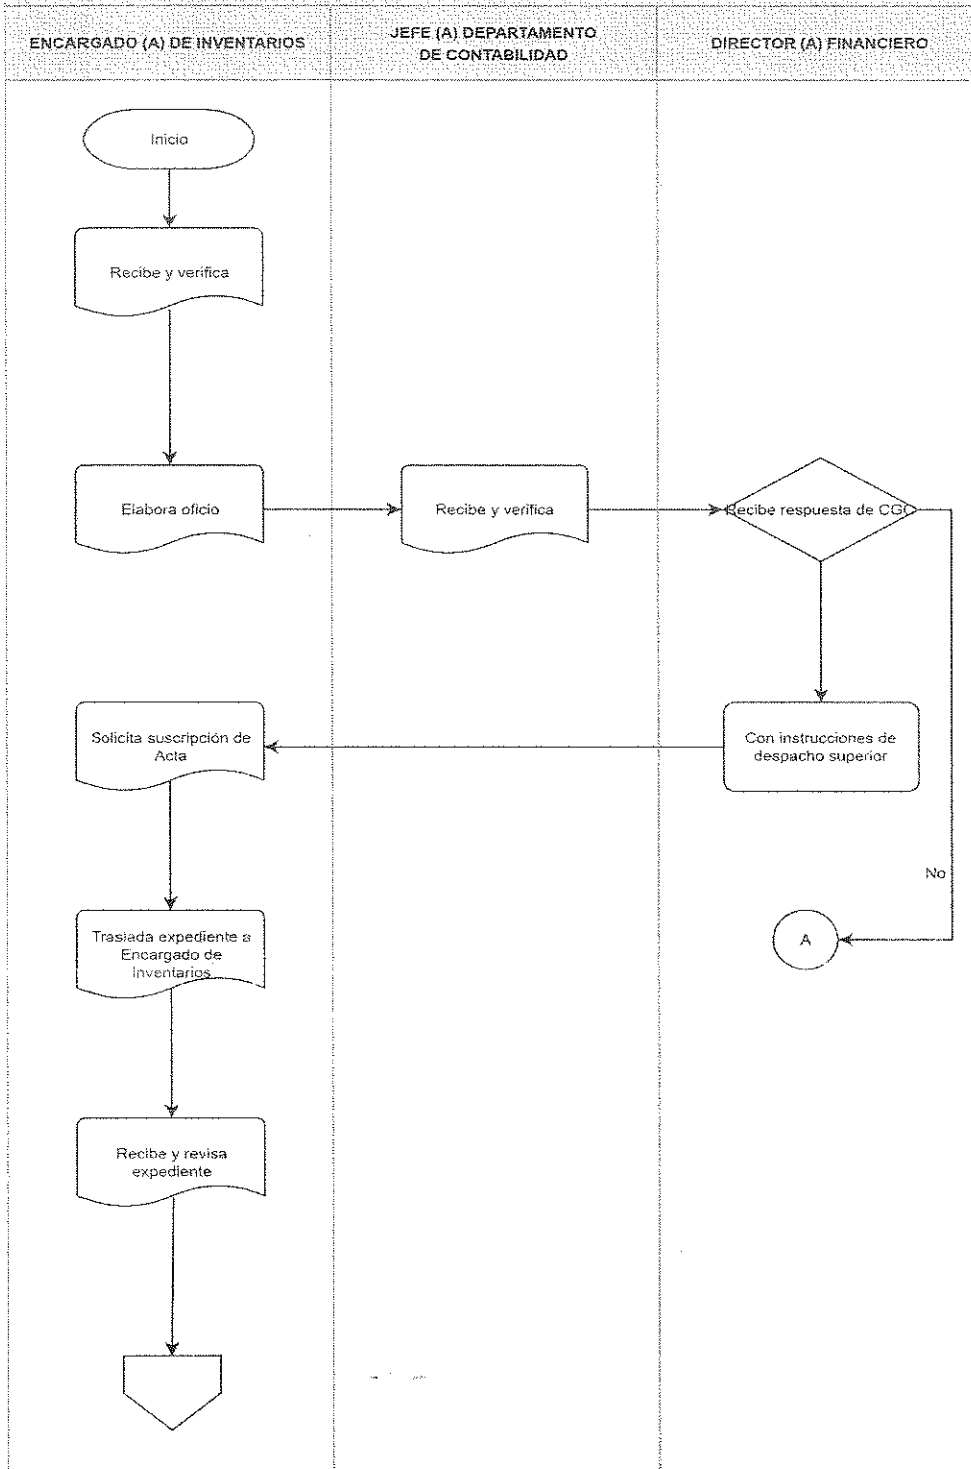 ENCARGADO (A) DE INVENTARIOS
JEFE (A) DEPARTAMENTO
DE CONTABILIDAD
DIRECTOR (A) FINANCIERO
Inicio
Recibe y verifica
Elabora oficio
Recibe y verifica
Recibe respuesta de CGC
Solicita suscripción de
Acta
Con instrucciones de
despacho superior
No
Traslada expediente a
Encargado de
Inventarios
A
Recibe y revisa
expediente